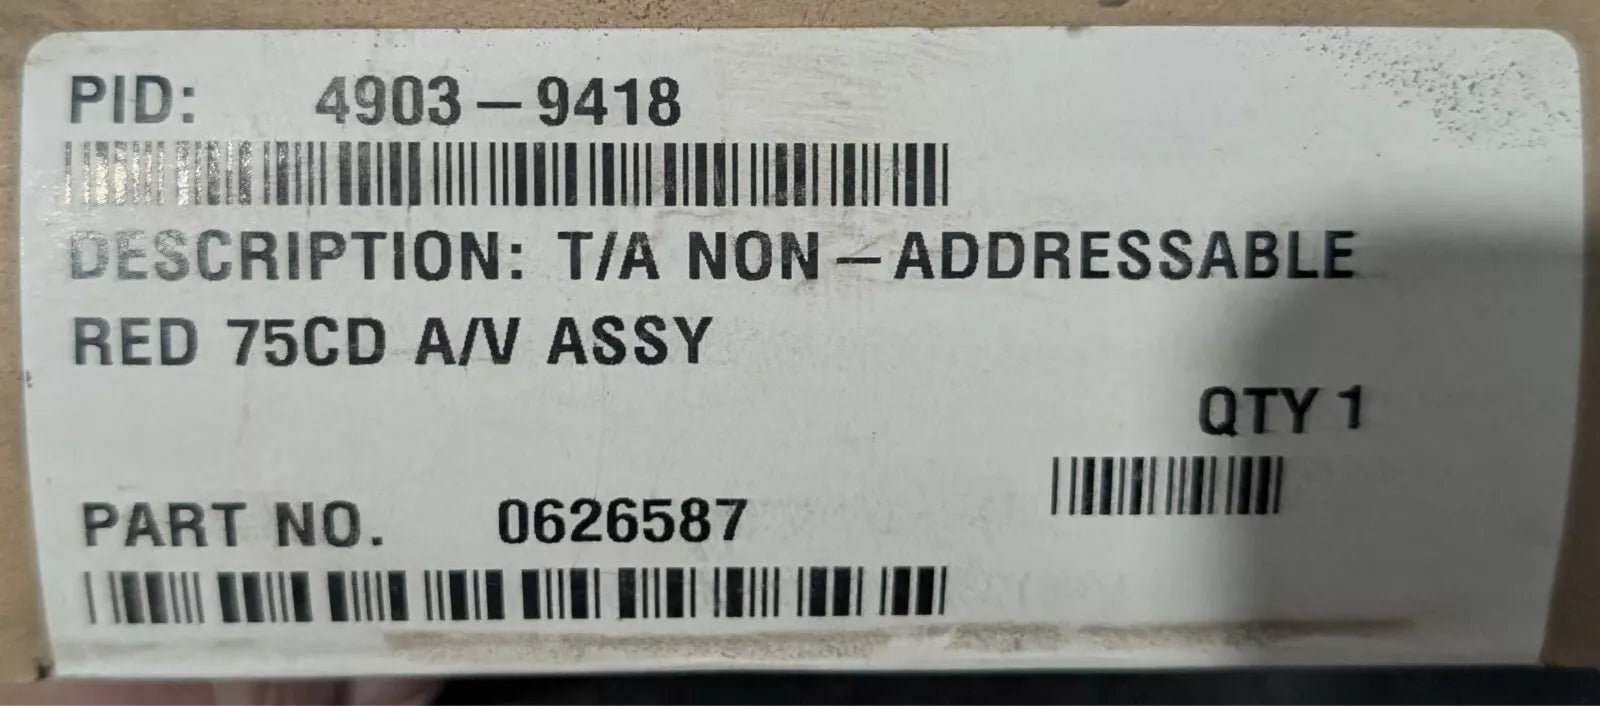 PID: 4903-9418
DESCRIPTION: T/A NON-ADDRESSABLE
RED 75CD A/V ASSY
QTY 1
PART NO. 0626587